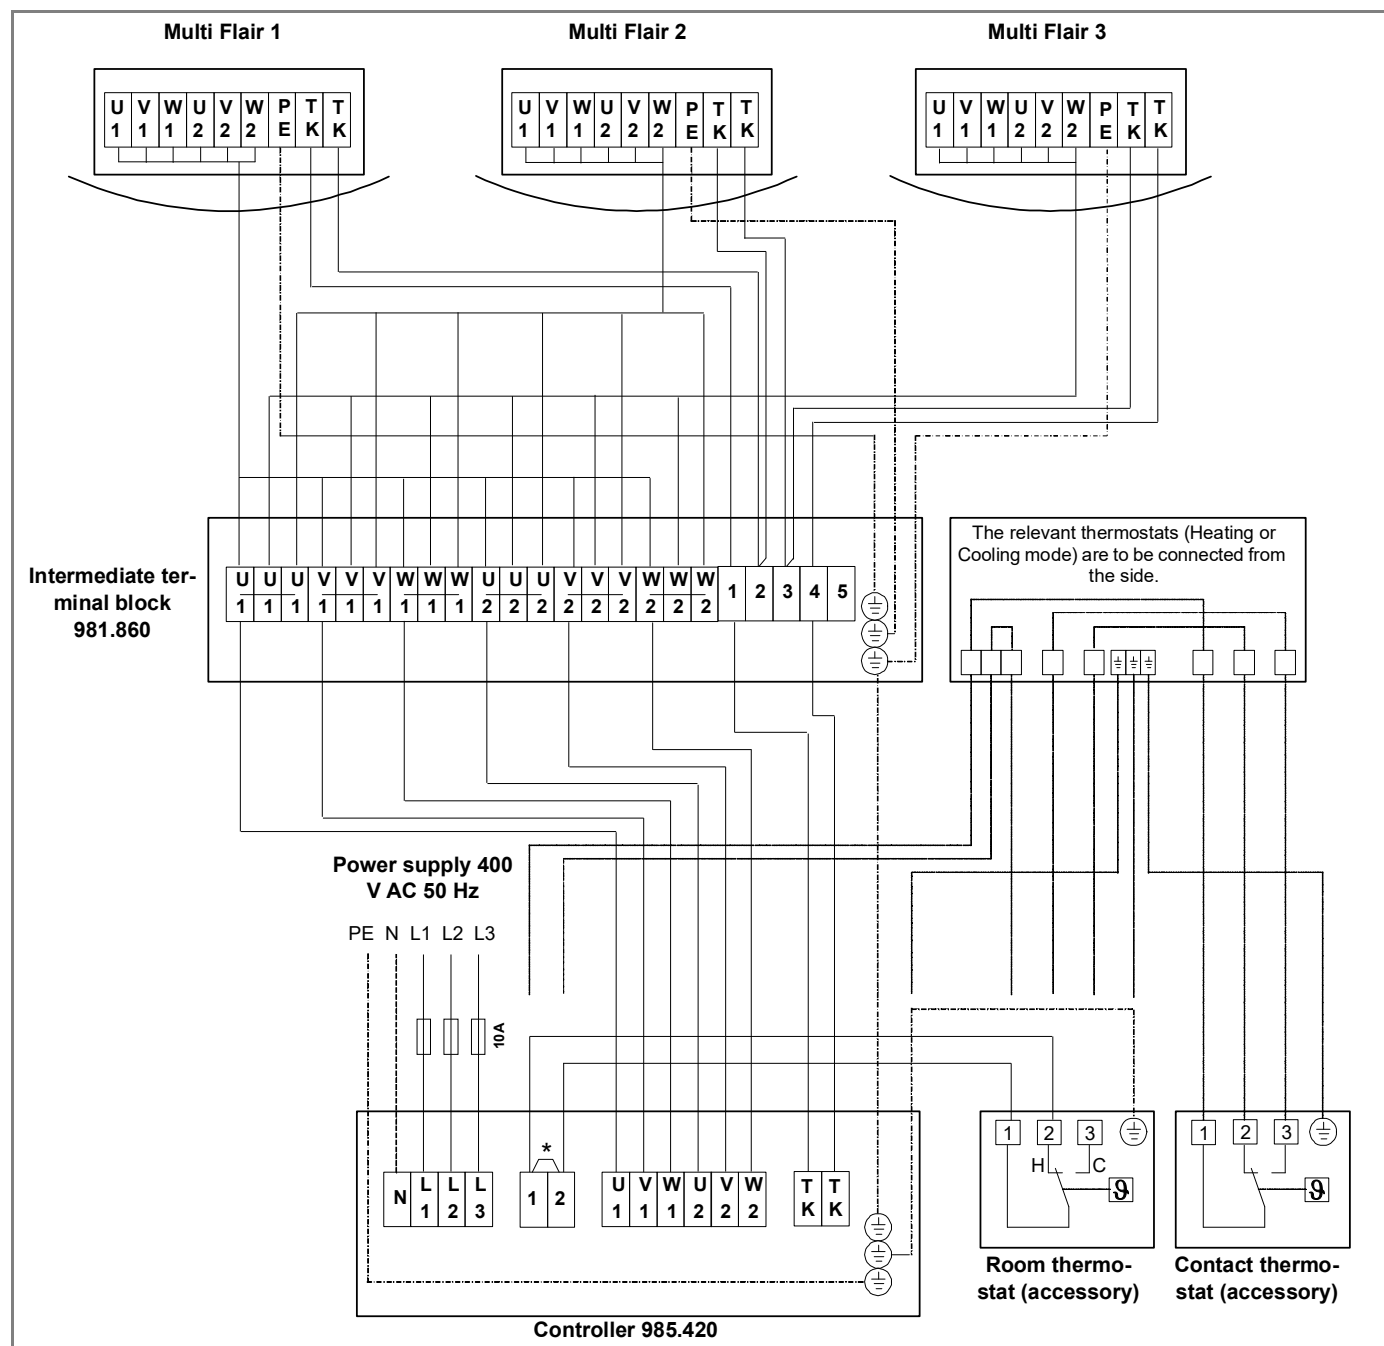 Multi Flair 1
Multi Flair 2
Multi Flair 3
U V W U V W P T T
1 1 1 2 2 2 E K K
U V W U V W P T T
1 1 1 2 2 2 E K K
U V W U V W P T T
1 1 1 2 2 2 E K K
The relevant thermostats (Heating or
Cooling mode) are to be connected from
the side.
Intermediate ter-
minal block
981.860
U U U V V V W W W U U U V V V W W W
1 1 1 1 1 1 1 1 1 2 2 2 2 2 2 2 2 2
1 2 3 4 5
Power supply 400
V AC 50 Hz
PE N L1 L2 L3
10A
*
N L L L
1 2 3
1 2
U V W U V W
1 1 1 2 2 2
T T
K K
1 2 3
H C
ϑ
1 2 3
ϑ
Room thermo-
stat (accessory)
Contact thermo-
stat (accessory)
Controller 985.420